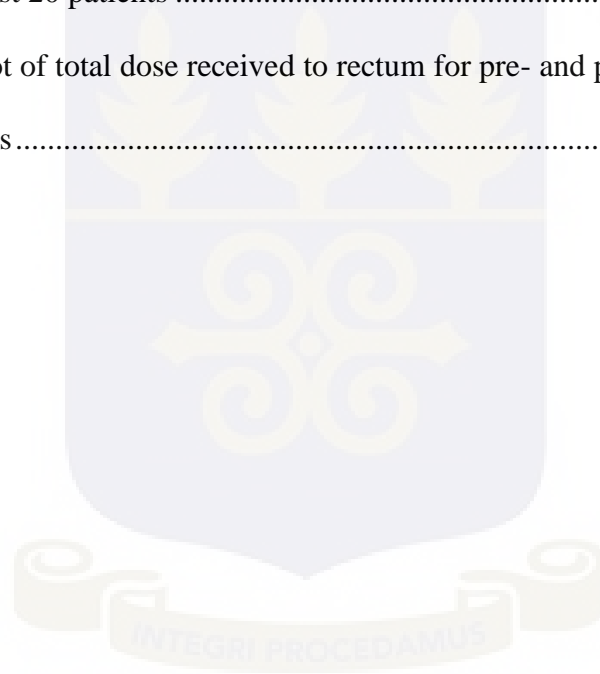 st 20 patients ....................................................................
ot of total dose received to rectum for pre- and p
s....................................................................................
INTEGRI PROCEDAMUS